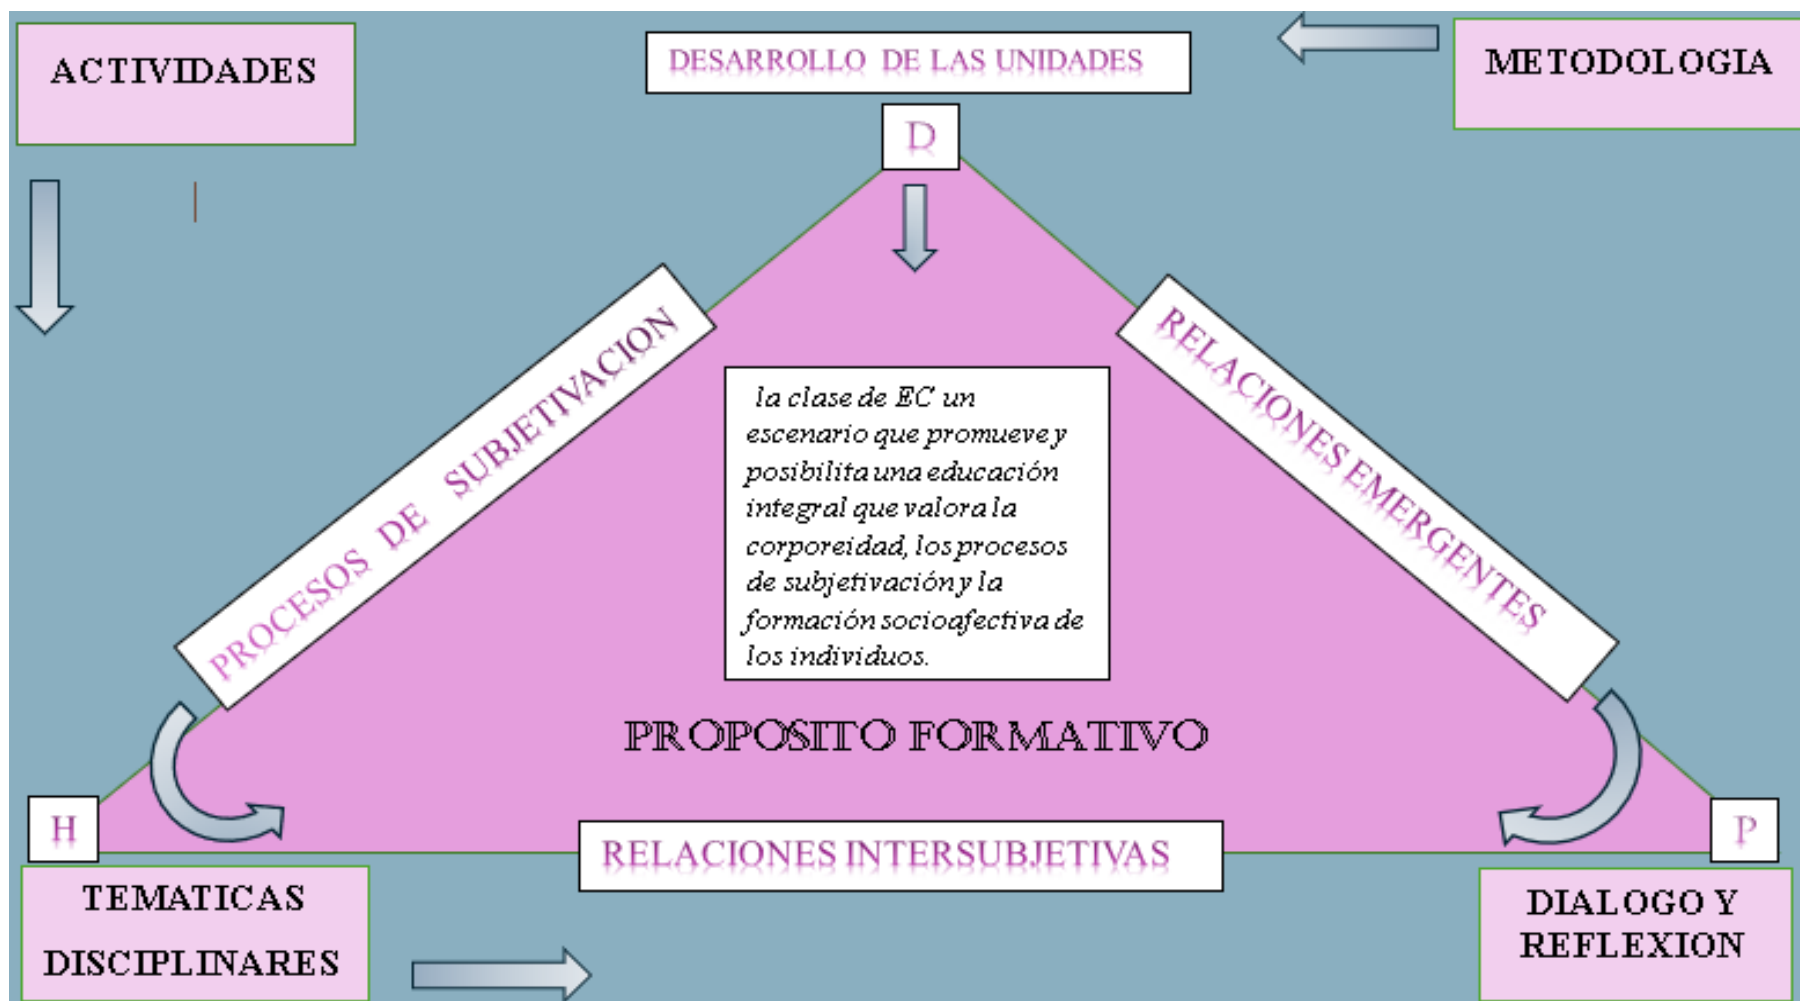 ACTIVIDADES
DESARROLLO DE LAS UNIDADES
METODOLOGIA
D
PROCESOS DE SUBJETIVACION
RELACIONES EMERGENTES
la clase de EC un
escenario que promueve y
posibilita una educación
integral que valora la
corporeidad, los procesos
de subjetivación y la
formación socioafectiva de
los individuos.
PROPOSITO FORMATIVO
H
RELACIONES INTERSUBJETIVAS
P
TEMATICAS
DISCIPLINARES
DIALOGO Y
REFLEXION